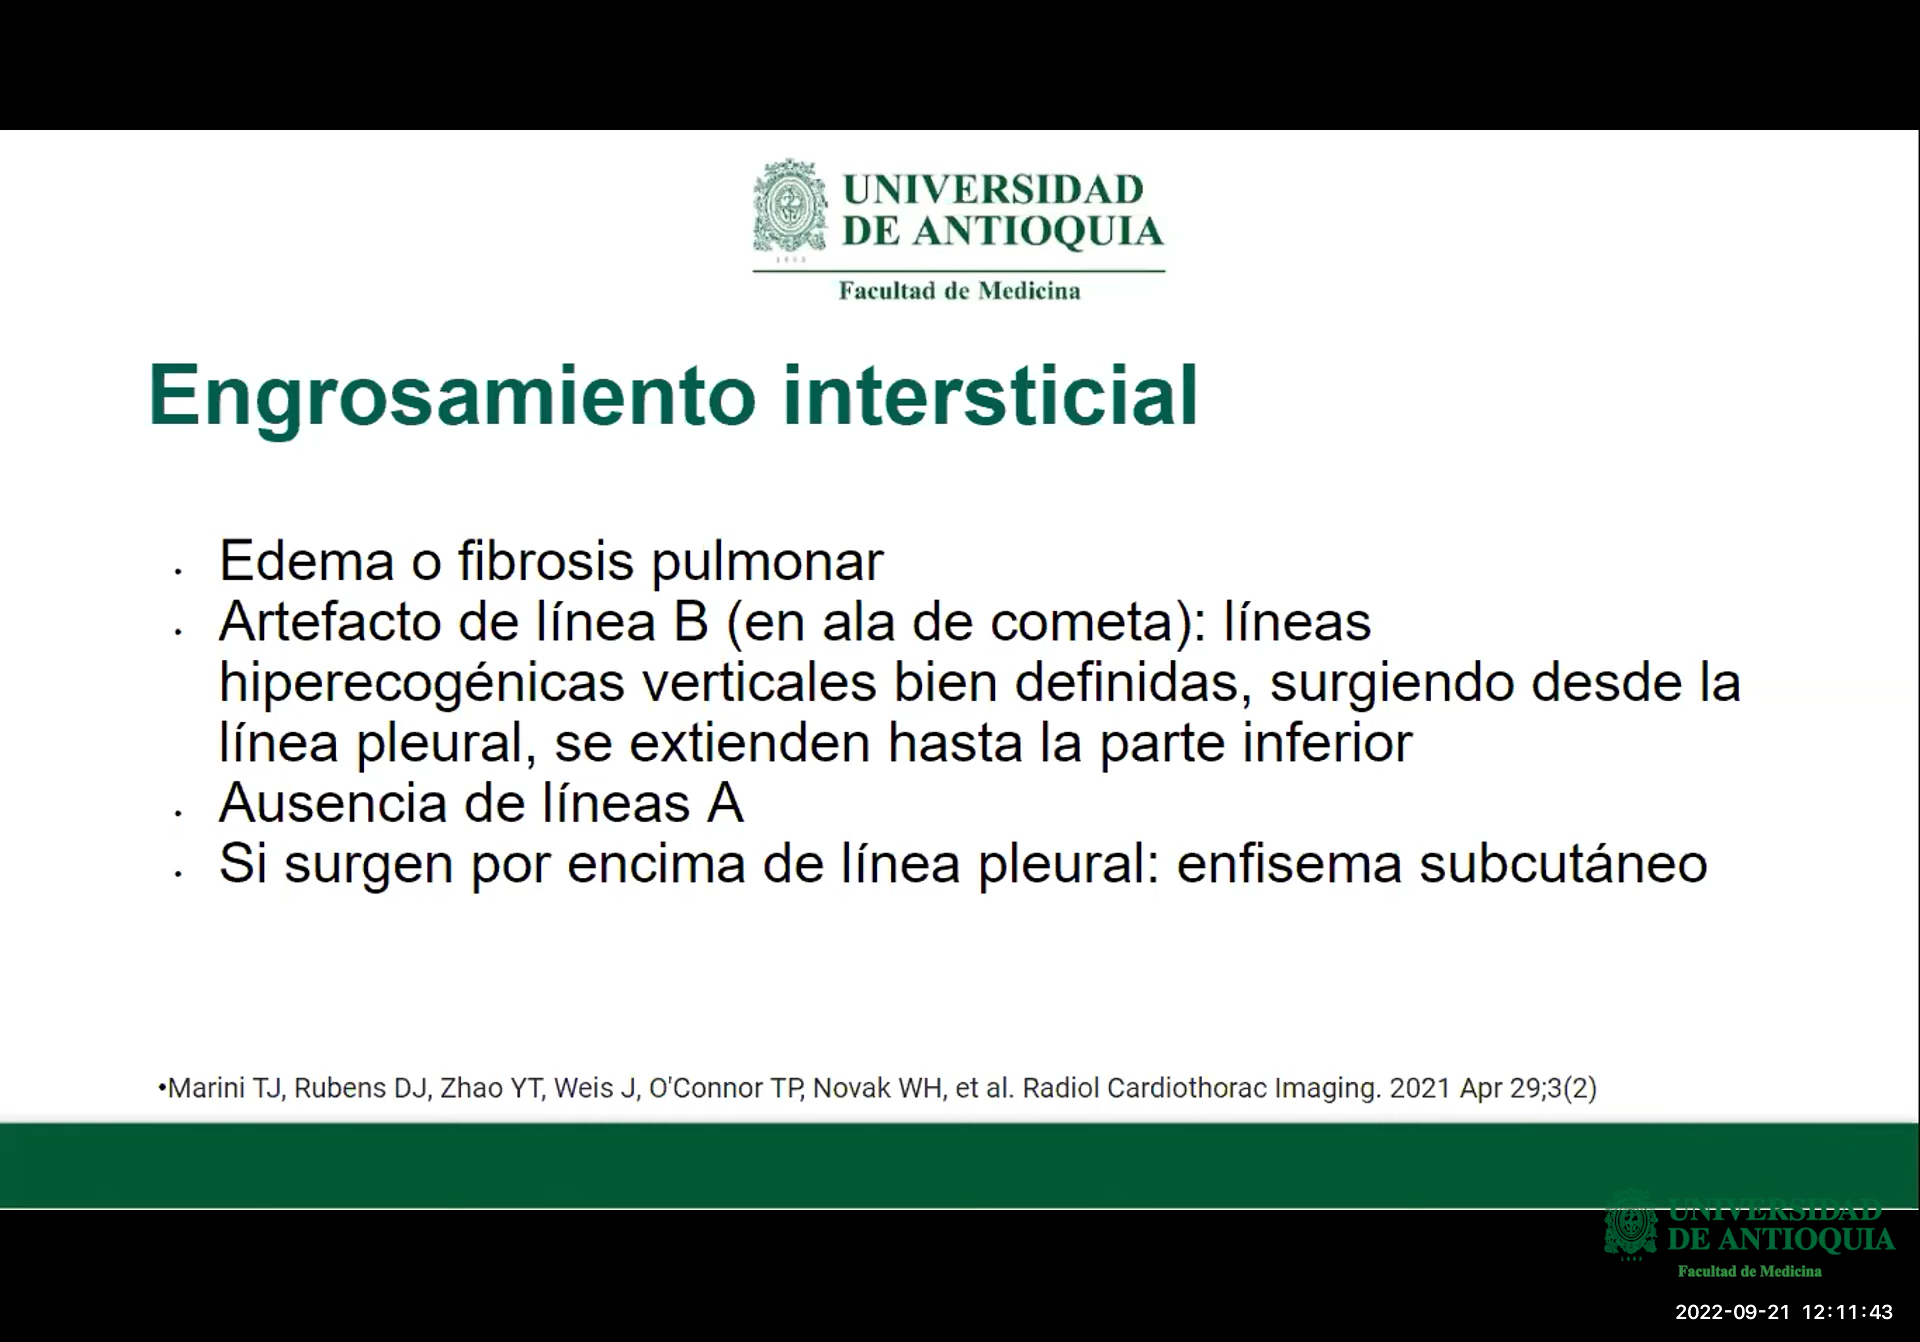 UNIVERSIDAD
DE ANTIOQUIA
1803
Facultad de Medicina
Engrosamiento intersticial
. Edema o fibrosis pulmonar
. Artefacto de línea B (en ala de cometa): líneas
hiperecogénicas verticales bien definidas, surgiendo desde la
línea pleural, se extienden hasta la parte inferior
. Ausencia de líneas A
. Si surgen por encima de línea pleural: enfisema subcutáneo
•Marini TJ, Rubens DJ, Zhao YT, Weis J, O'Connor TP, Novak WH, et al. Radiol Cardiothorac Imaging. 2021 Apr 29;3(2)
UNIVERSIDAD
DE ANTIOQUIA
1803
Facultad de Medicina
2022-09-21 12:11:43